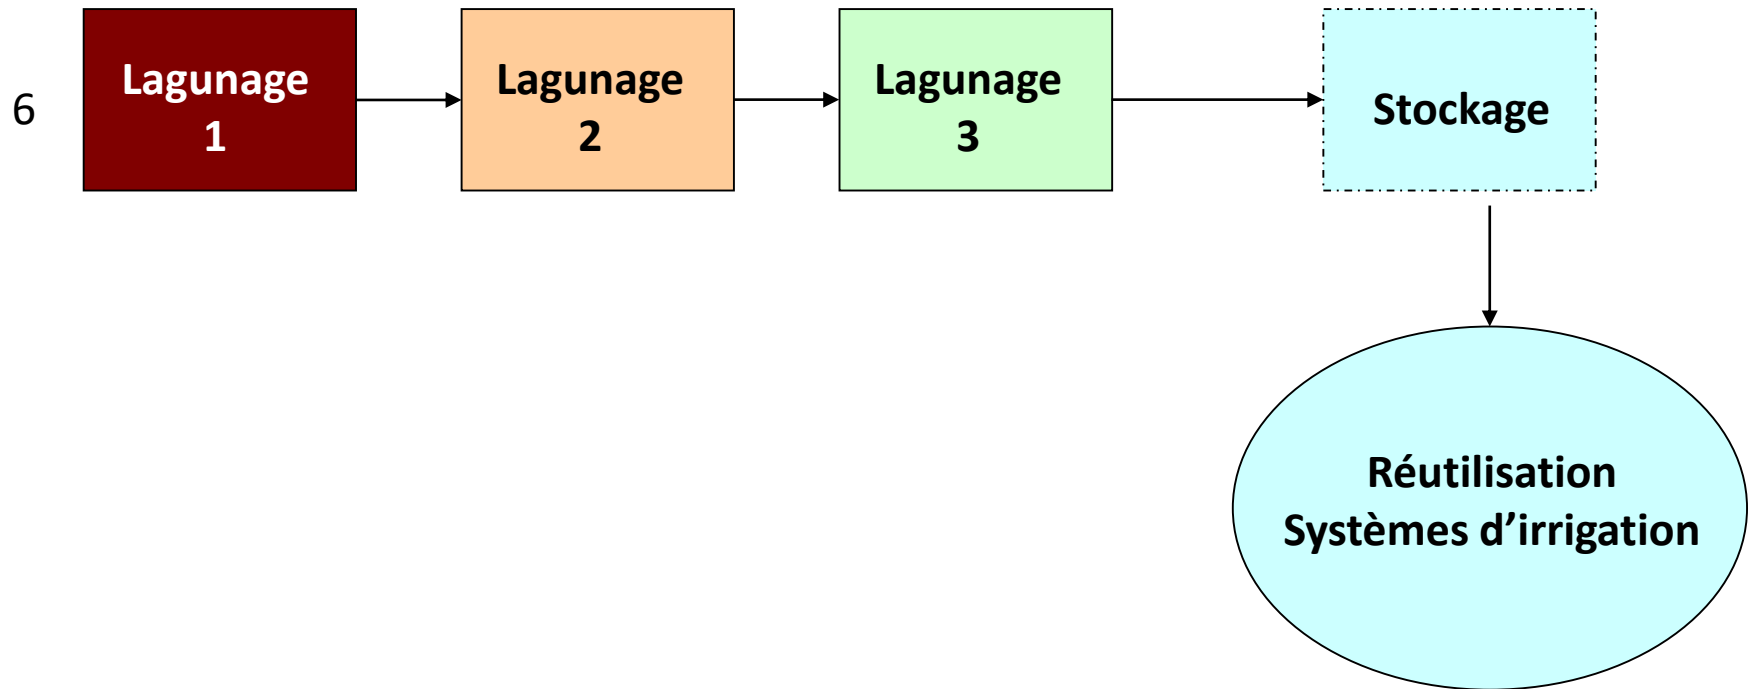 6
Lagunage
1
Lagunage
2
Lagunage
3
Stockage
Réutilisation
Systèmes d’irrigation